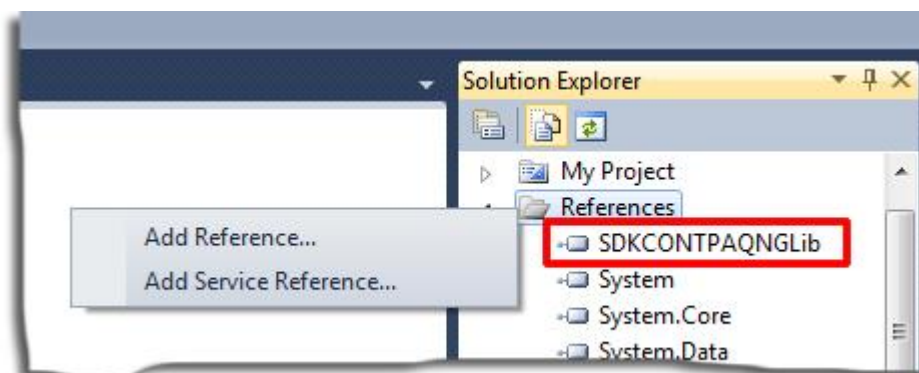 Solution Explorer
My Project
References
Add Reference...
SDKCONTPAQNGLib
Add Service Reference...
System
System.Core
System.Data